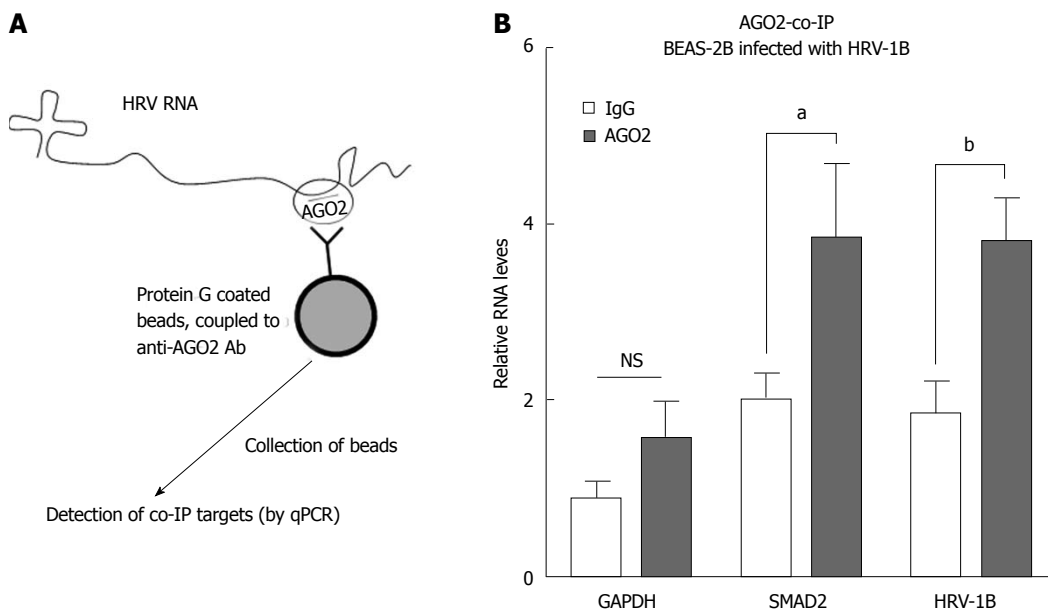 A
HRV RNA
AGO2
Protein G coated
beads, coupled to
anti-AGO2 Ab
Collection of beads
Detection of co-IP targets (by qPCR)
B
AGO2-co-IP
BEAS-2B infected with HRV-1B
IgG
AGO2
a
b
NS
Relative RNA leves
6
4
2
0
GAPDH
SMAD2
HRV-1B